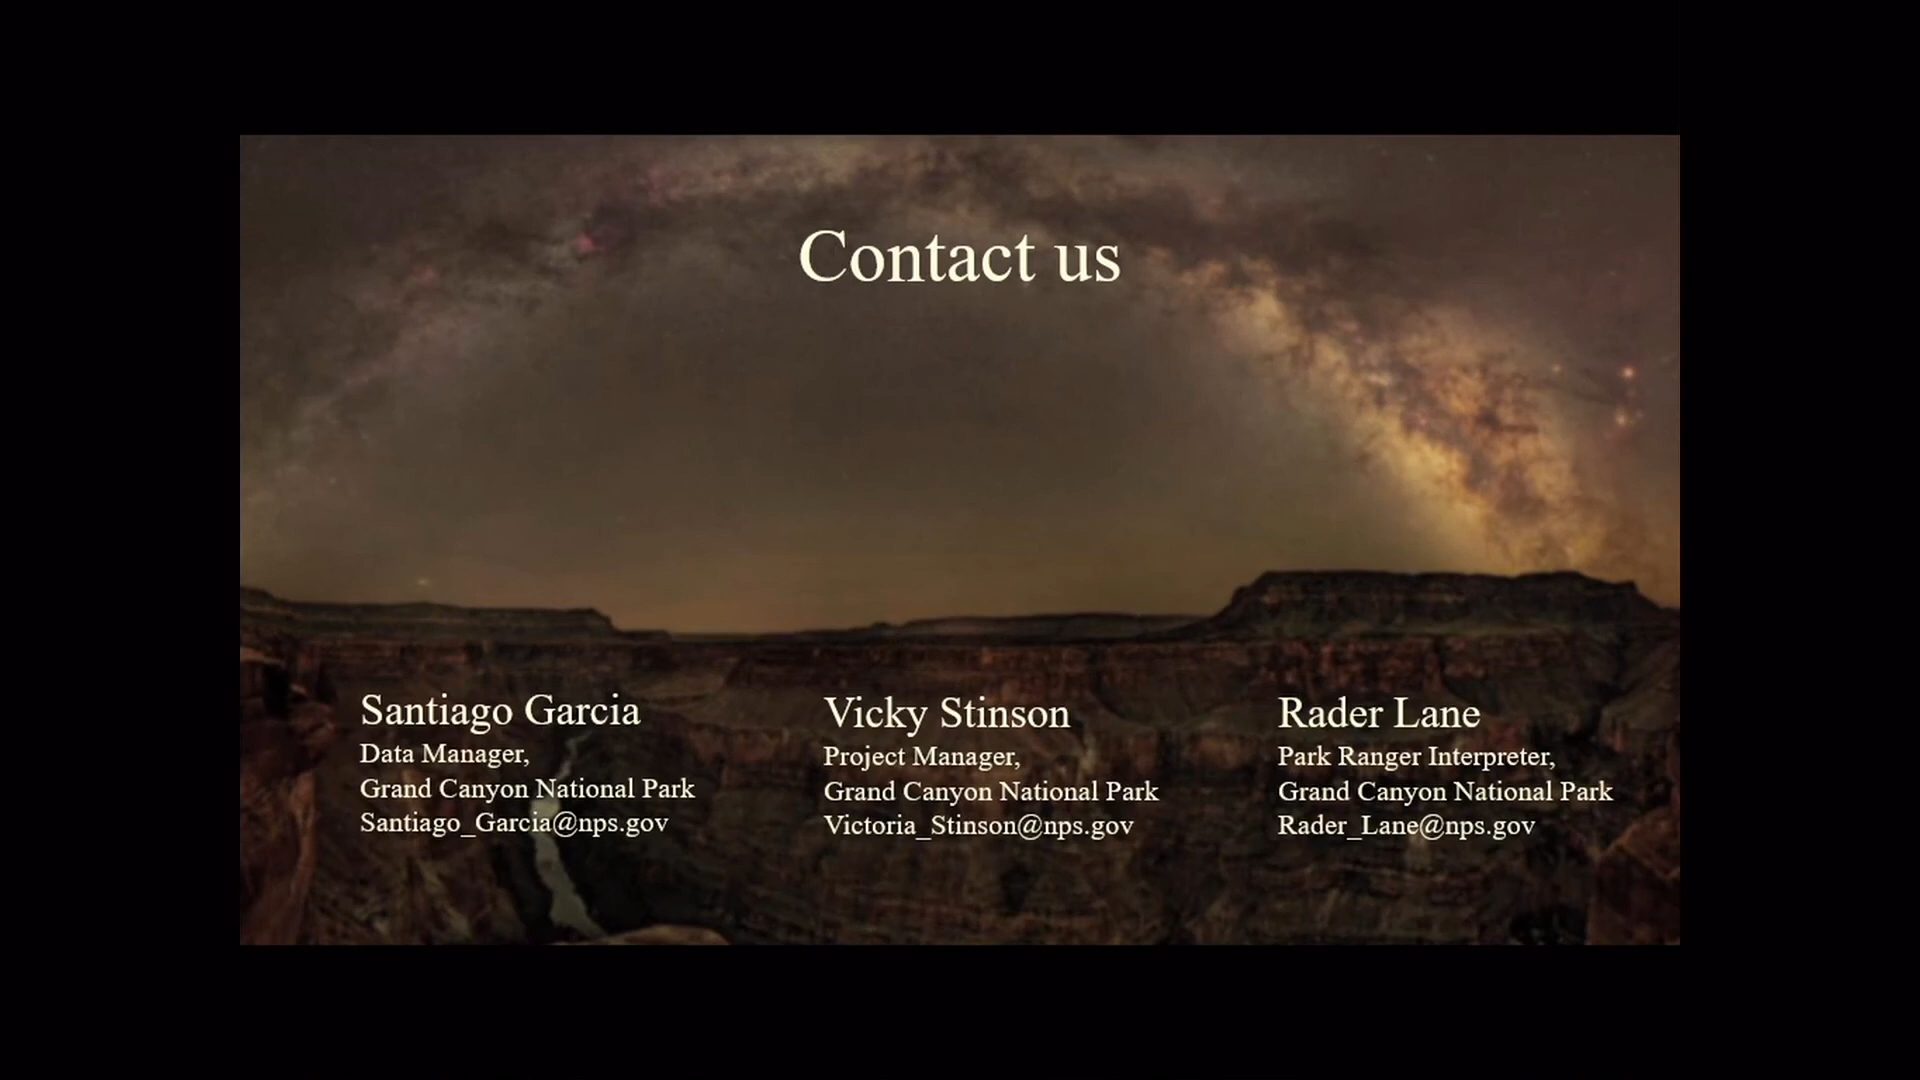 Contact us
Santiago Garcia
Data Manager,
Grand Canyon National Park
Santiago_Garcia@nps.gov
Vicky Stinson
Project Manager,
Grand Canyon National Park
Victoria_Stinson@nps.gov
Rader Lane
Park Ranger Interpreter,
Grand Canyon National Park
Rader_Lane@nps.gov